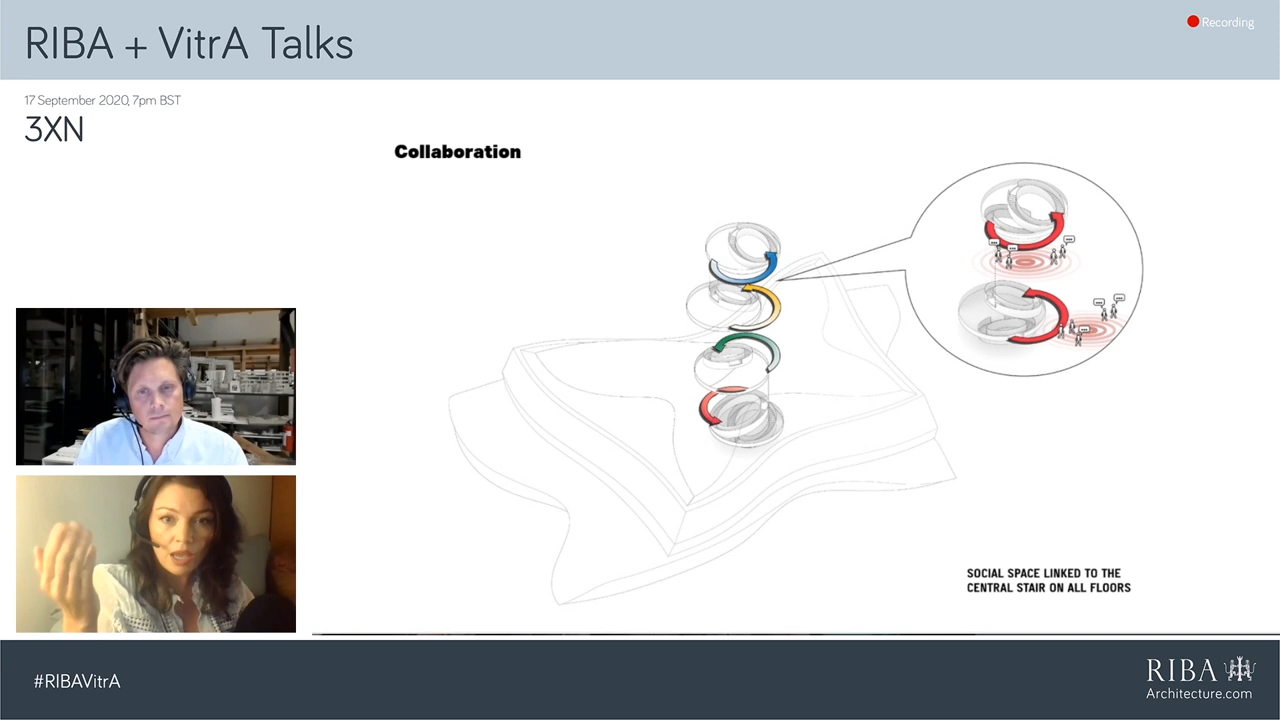 RIBA + VitrA Talks
Recording
17 September 2020, 7pm BST
3XN
Collaboration
SOCIAL SPACE LINKED TO THE
CENTRAL STAIR ON ALL FLOORS
#RIBAVitrA
RIBA
Architecture.com